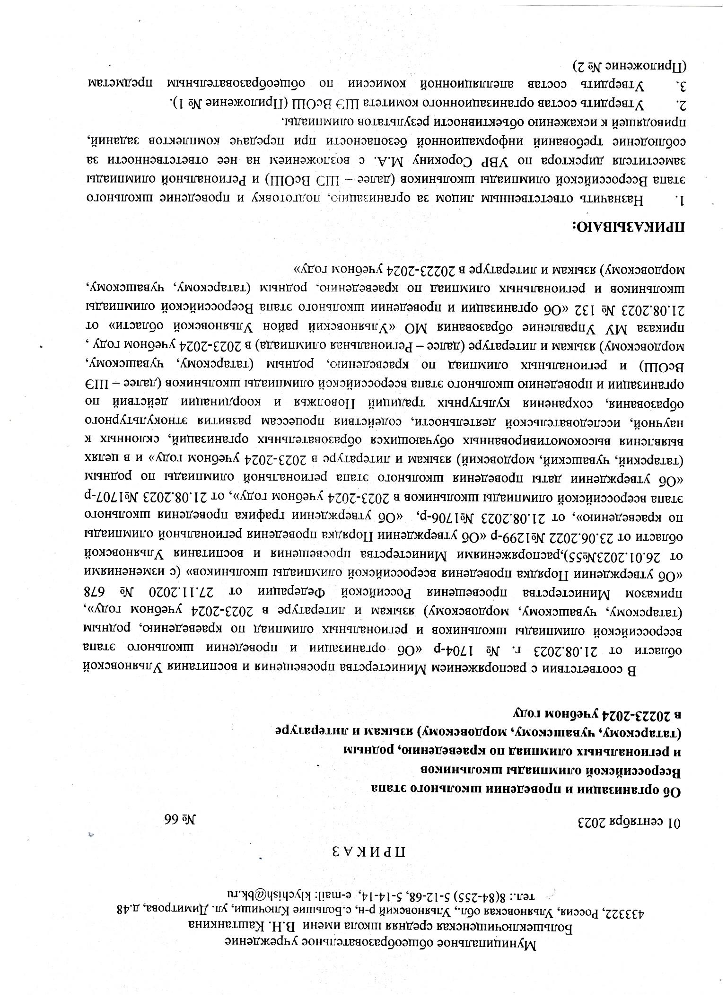 Муниципальное общеобразовательное учреждение
Большеключищенская средняя школа имени В.Н. Каштанкина
433322, Россия, Ульяновская обл., Ульяновский р-н, с.Большие Ключищи, ул. Димитрова, д.48
тел.: 8(84-255) 5-12-68, 5-14-14, e-mail: klychish@bk.ru
П Р И К А З
01 сентября 2023 № 66
Об организации и проведении школьного этапа
Всероссийской олимпиады школьников
и региональных олимпиад по краеведению, родным
(татарскому, чувашскому, мордовскому) языкам и литературе
в 20223-2024 учебном году
В соответствии с распоряжением Министерства просвещения и воспитания Ульяновской
области от 21.08.2023 г. № 1704-р «Об организации и проведении школьного этапа
всероссийской олимпиады школьников и региональных олимпиад по краеведению, родным
(татарскому, чувашскому, мордовскому) языкам и литературе в 2023-2024 учебном году»,
приказом Министерства просвещения Российской Федерации от 27.11.2020 № 678
«Об утверждении Порядка проведения всероссийской олимпиады школьников» (с изменениями
от 26.01.2023№55),распоряжениями Министерства просвещения и воспитания Ульяновской
области от 23.06.2022 №1299-р «Об утверждении Порядка проведения региональной олимпиады
по краеведению», от 21.08.2023 №1706-р, «Об утверждении графика проведения школьного
этапа всероссийской олимпиады школьников в 2023-2024 учебном году», от 21.08.2023 №1707-р
«Об утверждении даты проведения школьного этапа региональной олимпиады по родным
(татарский, чувашский, мордовский) языкам и литературе в 2023-2024 учебном году» и в целях
выявления высокомотивированных обучающихся образовательных организаций, склонных к
научной, исследовательской деятельности, содействия процессам развития этнокультурного
образования, сохранения культурных традиций Поволжья и координации действий по
организации и проведению школьного этапа всероссийской олимпиады школьников (далее – ШЭ
ВсОШ) и региональных олимпиад по краеведению, родным (татарскому, чувашскому,
мордовскому) языкам и литературе (далее – Региональная олимпиада) в 2023-2024 учебном году ,
приказа МУ Управление образования МО «Ульяновский район Ульяновской области» от
21.08.2023 № 132 «Об организации и проведении школьного этапа Всероссийской олимпиады
школьников и региональных олимпиад по краеведению, родным (татарскому, чувашскому,
мордовскому) языкам и литературе в 20223-2024 учебном году»
ПРИКАЗЫВАЮ:
1. Назначить ответственным лицом за организацию, подготовку и проведение школьного
этапа Всероссийской олимпиады школьников (далее – ШЭ ВсОШ) и Региональной олимпиады
заместителя директора по УВР Сорокину М.А. с возложением на нее ответственности за
соблюдение требований информационной безопасности при передаче комплектов заданий,
приводящей к искажению объективности результатов олимпиады.
2. Утвердить состав организационного комитета ШЭ ВсОШ (Приложение № 1).
3. Утвердить состав апелляционной комиссии по общеобразовательным предметам
(Приложение № 2)